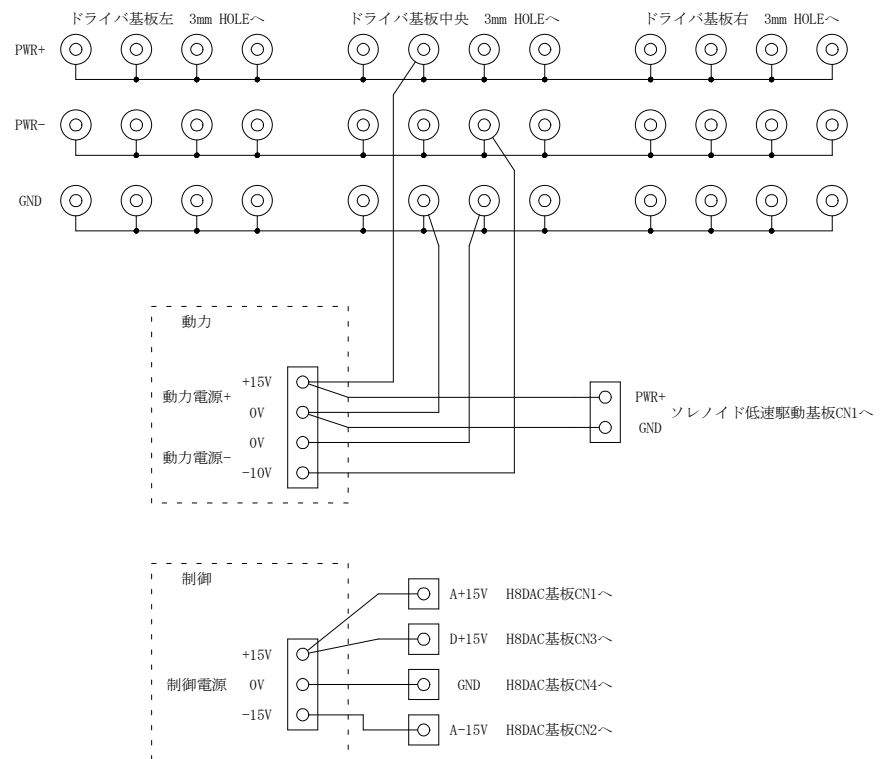 ドライバ基板左　3mm HOLEへ
ドライバ基板中央　3mm HOLEへ
ドライバ基板右　3mm HOLEへ
PWR+
PWR-
GND
動力
動力電源+
+15V
0V
動力電源-
0V
-10V
PWR+
GND
ソレノイド低速駆動基板CN1へ
制御
制御電源
+15V
0V
-15V
A+15V　H8DAC基板CN1へ
D+15V　H8DAC基板CN3へ
GND　H8DAC基板CN4へ
A-15V　H8DAC基板CN2へ